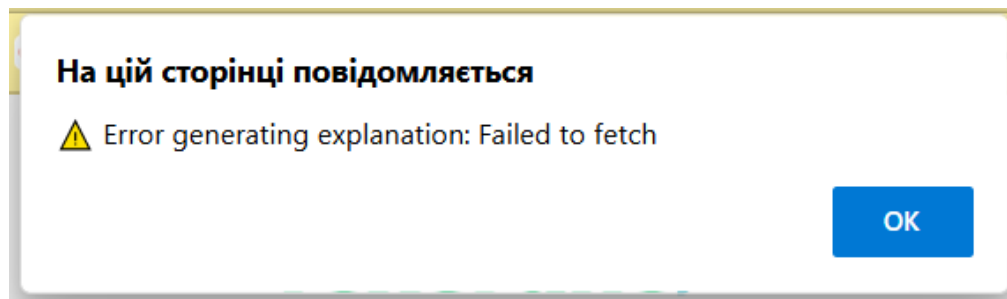 На цій сторінці повідомляється
⚠ Error generating explanation: Failed to fetch
OK